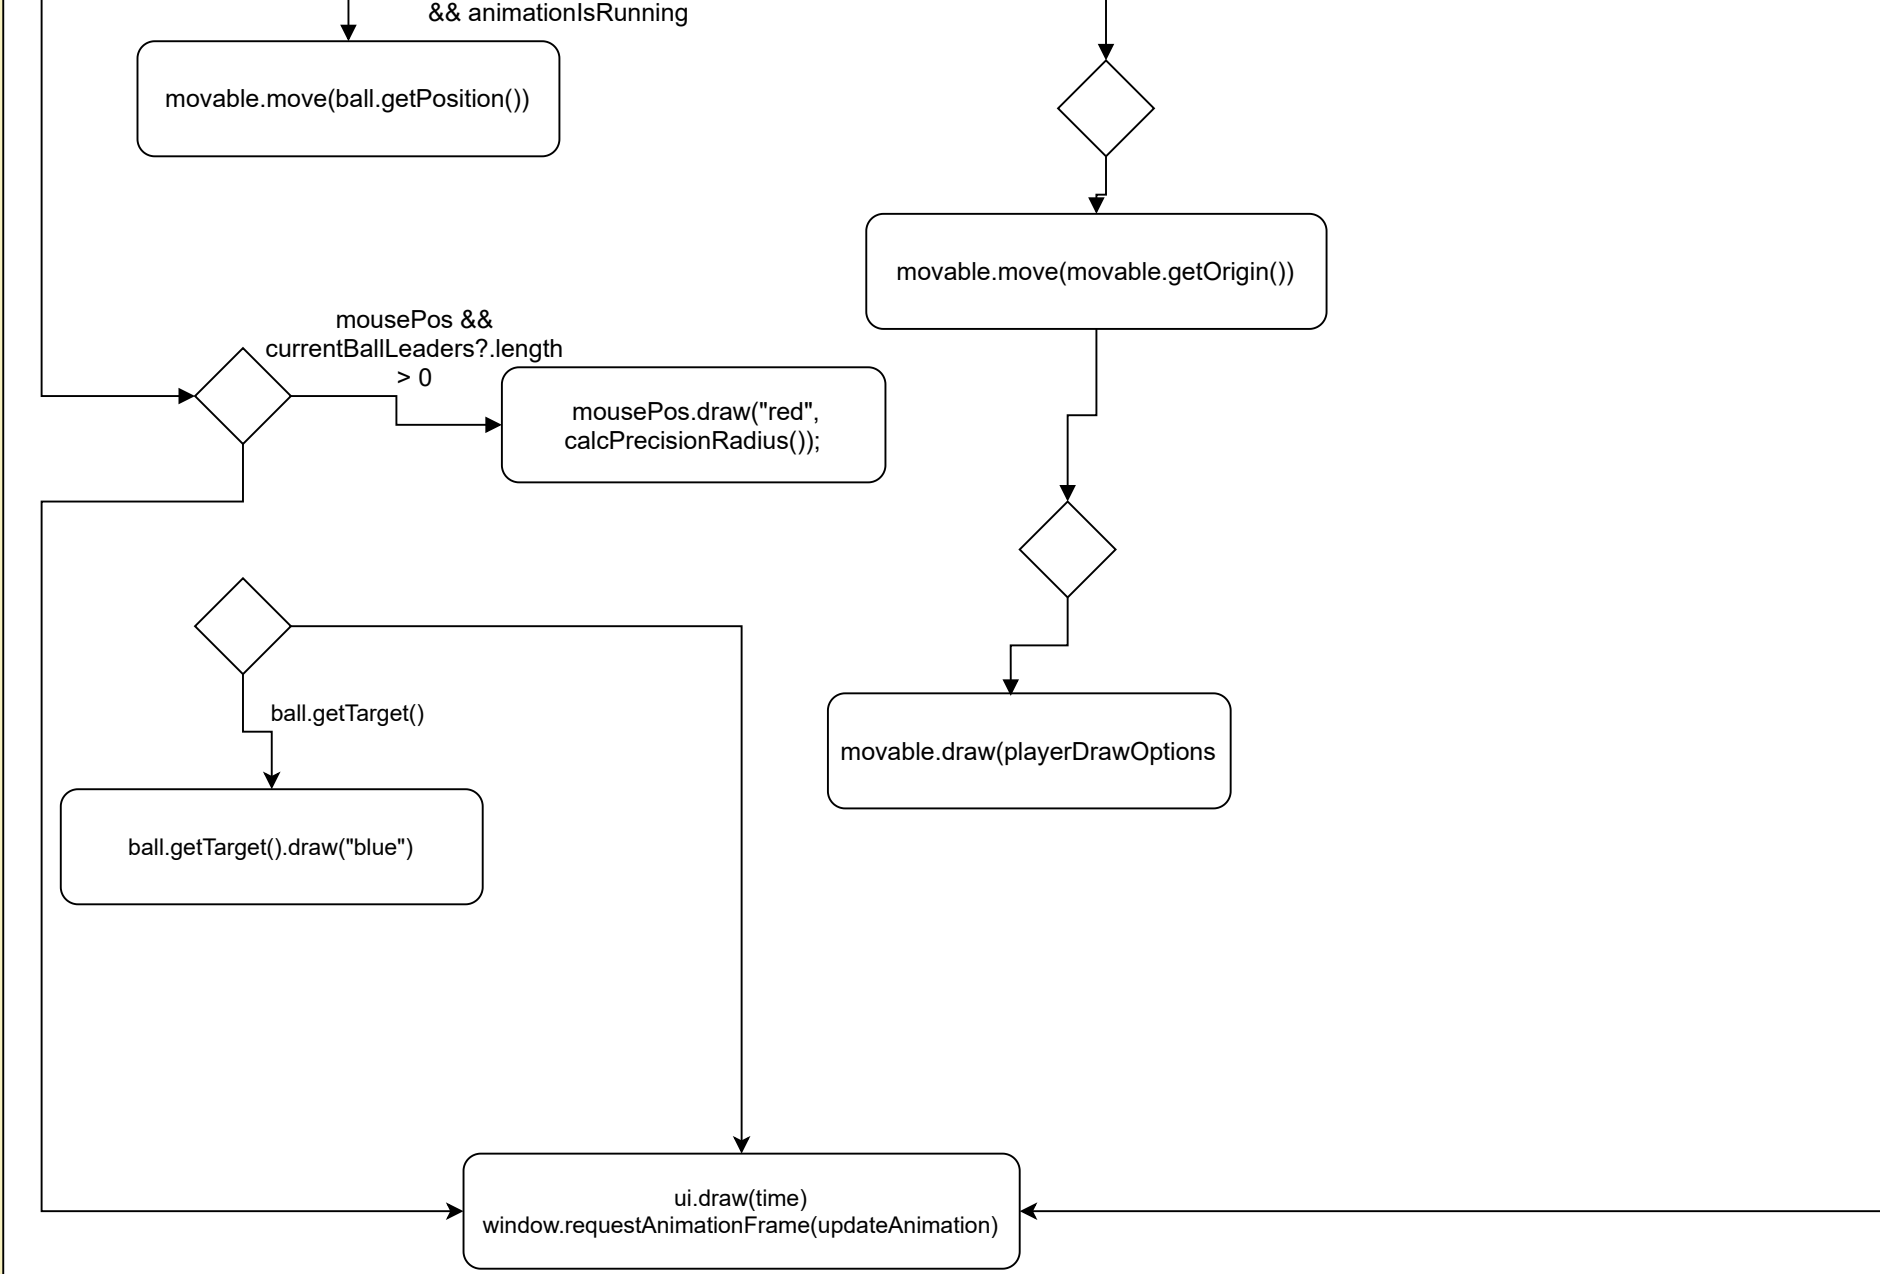 && animationIsRunning
movable.move(ball.getPosition())
movable.move(movable.getOrigin())
mousePos &&
currentBallLeaders?.length
> 0
mousePos.draw("red",
calcPrecisionRadius());
ball.getTarget()
movable.draw(playerDrawOptions
ball.getTarget().draw("blue")
ui.draw(time)
window.requestAnimationFrame(updateAnimation)